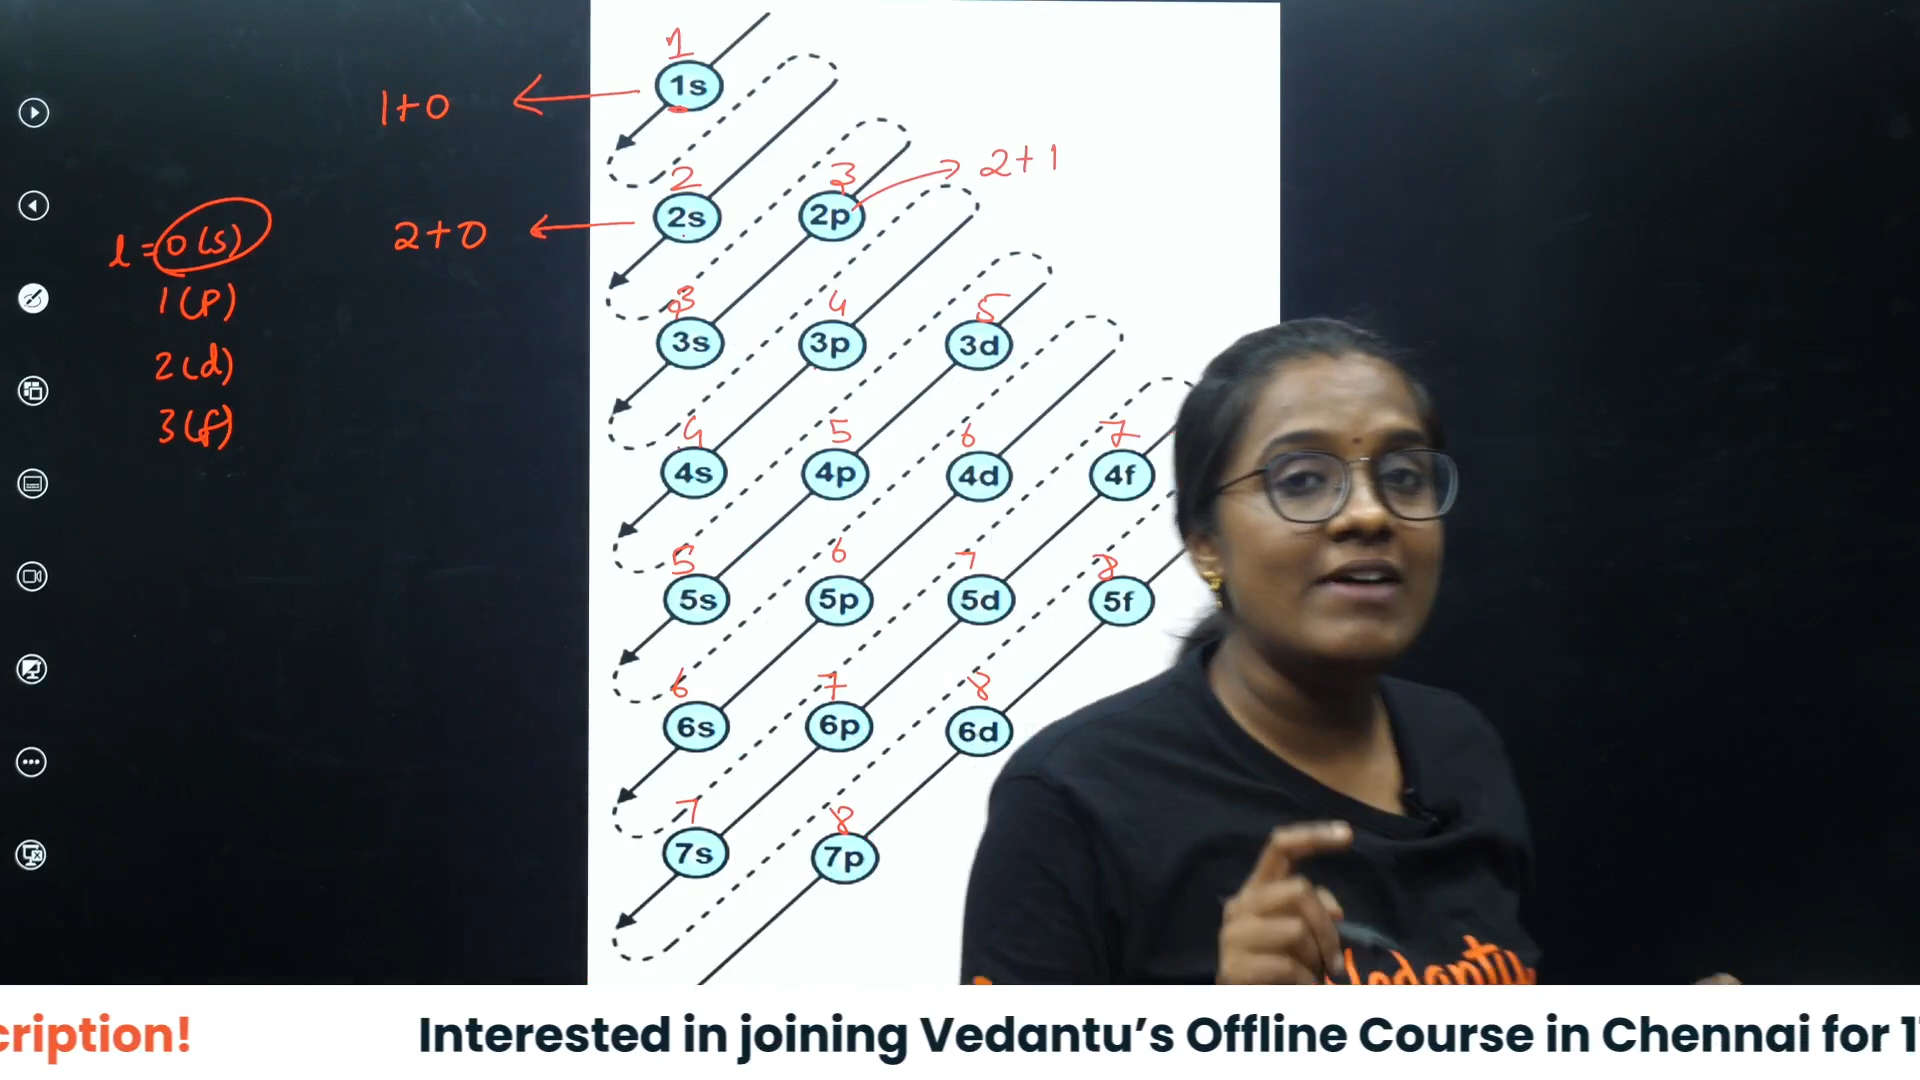 1
1s
1+0
2 3
2s 2p
2+1
2+0
l = 0(s)
1(p)
2(d)
3(f)
3 4 5
3s 3p 3d
4 5 6 7
4s 4p 4d 4f
5 6 7 8
5s 5p 5d 5f
6 7 8
6s 6p 6d
7 8
7s 7p
Vedantu
cription! Interested in joining Vedantu's Offline Course in Chennai for 1